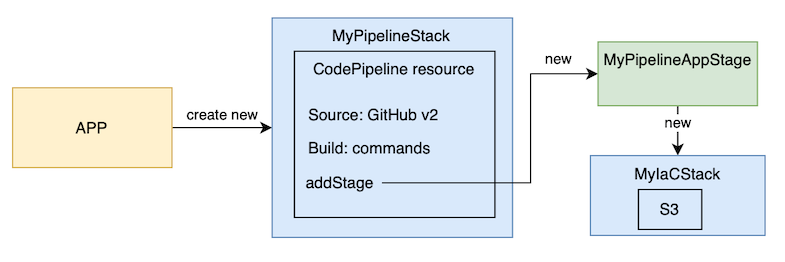 APP
create new
MyPipelineStack
CodePipeline resource
Source: GitHub v2
Build: commands
addStage
new
MyPipelineAppStage
new
MyIaCStack
S3